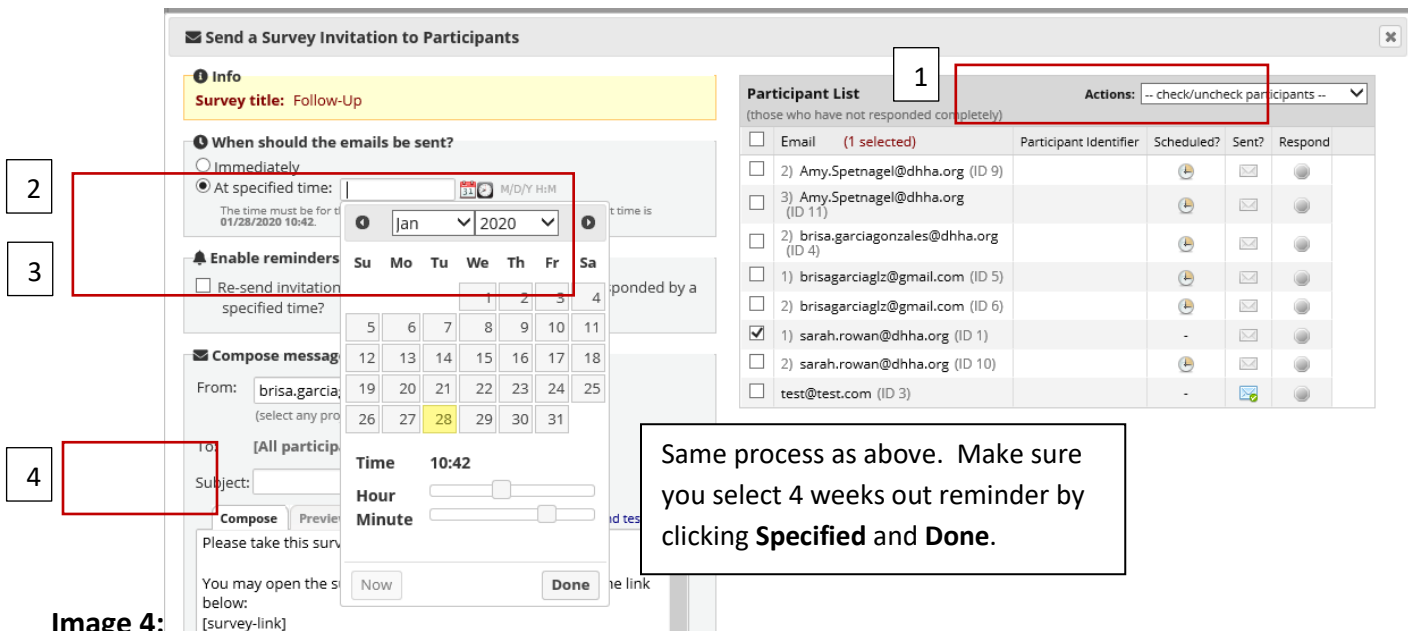 Send a Survey Invitation to Participants
Info
Survey title: Follow-Up
When should the emails be sent?
Immediately
At specified time: 31 M/D/Y H:M
The time must be for t t time is
01/28/2020 10:42.
Jan 2020
Su Mo Tu We Th Fr Sa
1 2 3 4
5 6 7 8 9 10 11
12 13 14 15 16 17 18
19 20 21 22 23 24 25
26 27 28 29 30 31
Time 10:42
Hour
Minute
Now Done
Enable reminders
Re-send invitation sponded by a
specified time?
Compose messag
From: brisa.garcia
(select any pro
To: [All particip
Subject:
Compose Previe nd tes
Please take this surv
You may open the s he link
below:
[survey-link]
1
2
3
4
Participant List Actions: -- check/uncheck participants --
(those who have not responded completely)
Email (1 selected) Participant Identifier Scheduled? Sent? Respond
2) Amy.Spetnagel@dhha.org (ID 9)
3) Amy.Spetnagel@dhha.org
(ID 11)
2) brisa.garciagonzales@dhha.org
(ID 4)
1) brisagarciaglz@gmail.com (ID 5)
2) brisagarciaglz@gmail.com (ID 6)
1) sarah.rowan@dhha.org (ID 1) -
2) sarah.rowan@dhha.org (ID 10)
test@test.com (ID 3) -
Same process as above. Make sure
you select 4 weeks out reminder by
clicking Specified and Done.
Image 4: